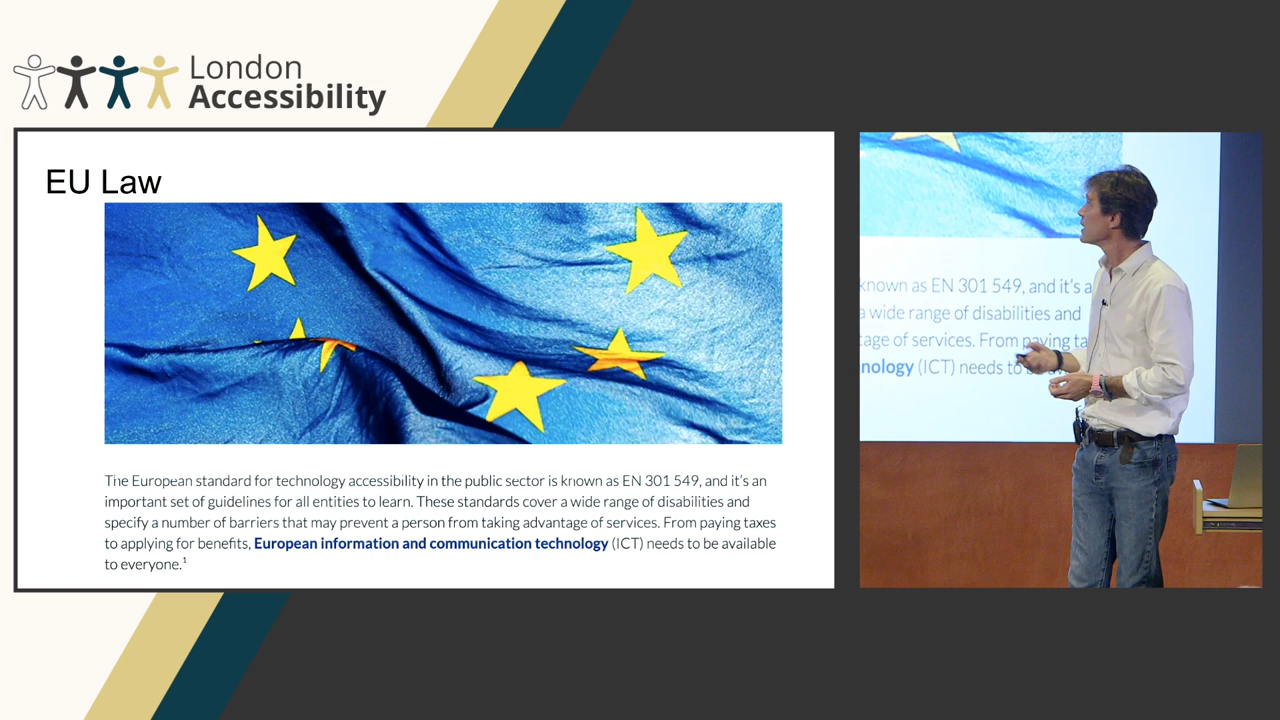 London
Accessibility
EU Law
The European standard for technology accessibility in the public sector is known as EN 301 549, and it's an
important set of guidelines for all entities to learn. These standards cover a wide range of disabilities and
specify a number of barriers that may prevent a person from taking advantage of services. From paying taxes
to applying for benefits, European information and communication technology (ICT) needs to be available
to everyone.¹
known as EN 301 549, and it's a
a wide range of disabilities and
tage of services. From paying ta
nology (ICT) needs to